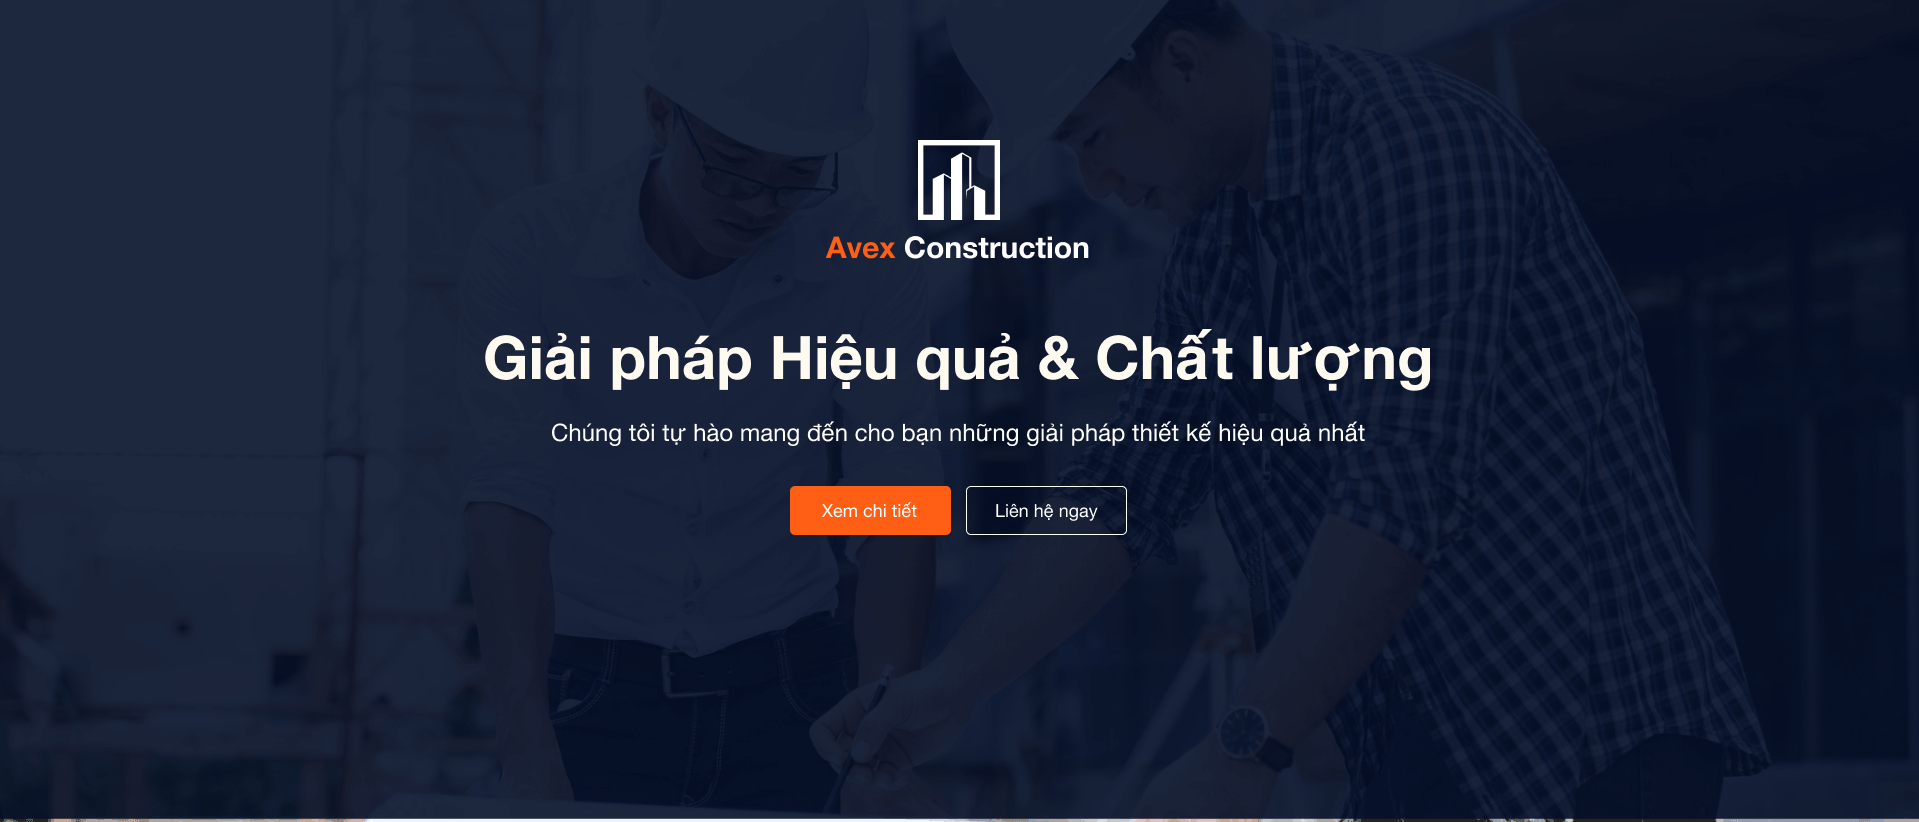 Avex Construction
Giải pháp Hiệu quả & Chất lượng
Chúng tôi tự hào mang đến cho bạn những giải pháp thiết kế hiệu quả nhất
Xem chi tiết
Liên hệ ngay